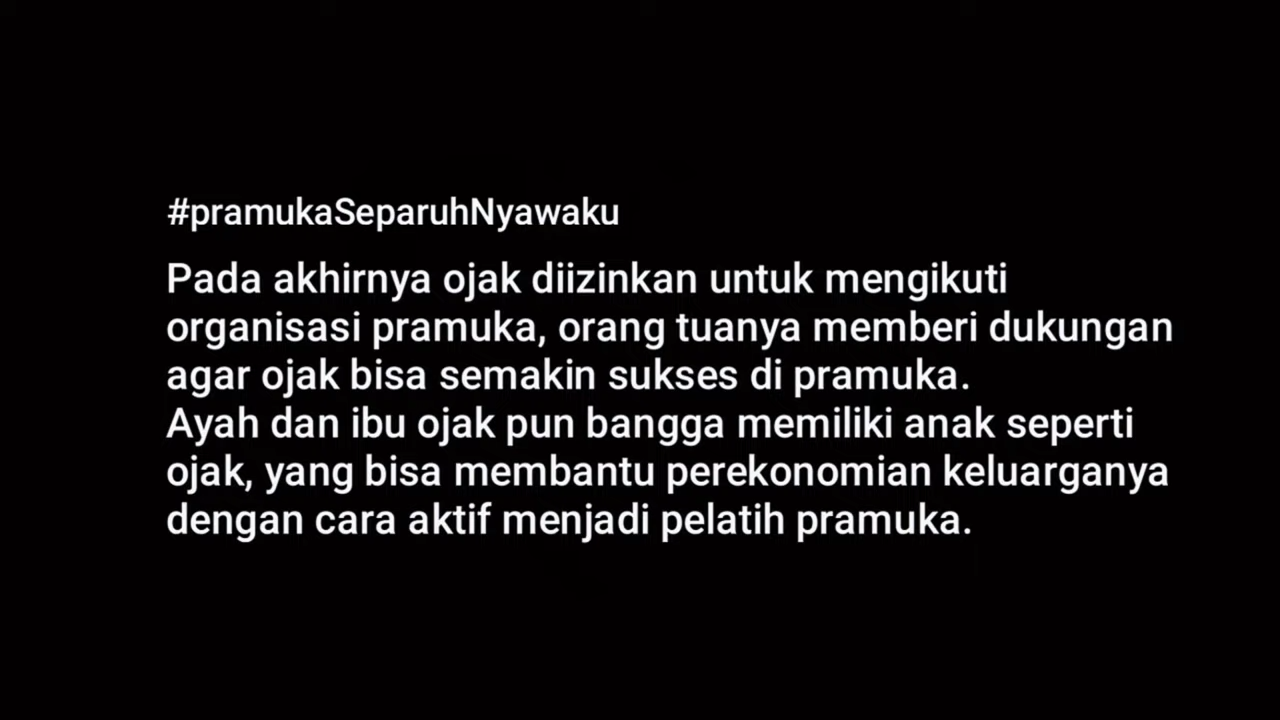 #pramukaSeparuhNyawaku
Pada akhirnya ojak diizinkan untuk mengikuti
organisasi pramuka, orang tuanya memberi dukungan
agar ojak bisa semakin sukses di pramuka.
Ayah dan ibu ojak pun bangga memiliki anak seperti
ojak, yang bisa membantu perekonomian keluarganya
dengan cara aktif menjadi pelatih pramuka.